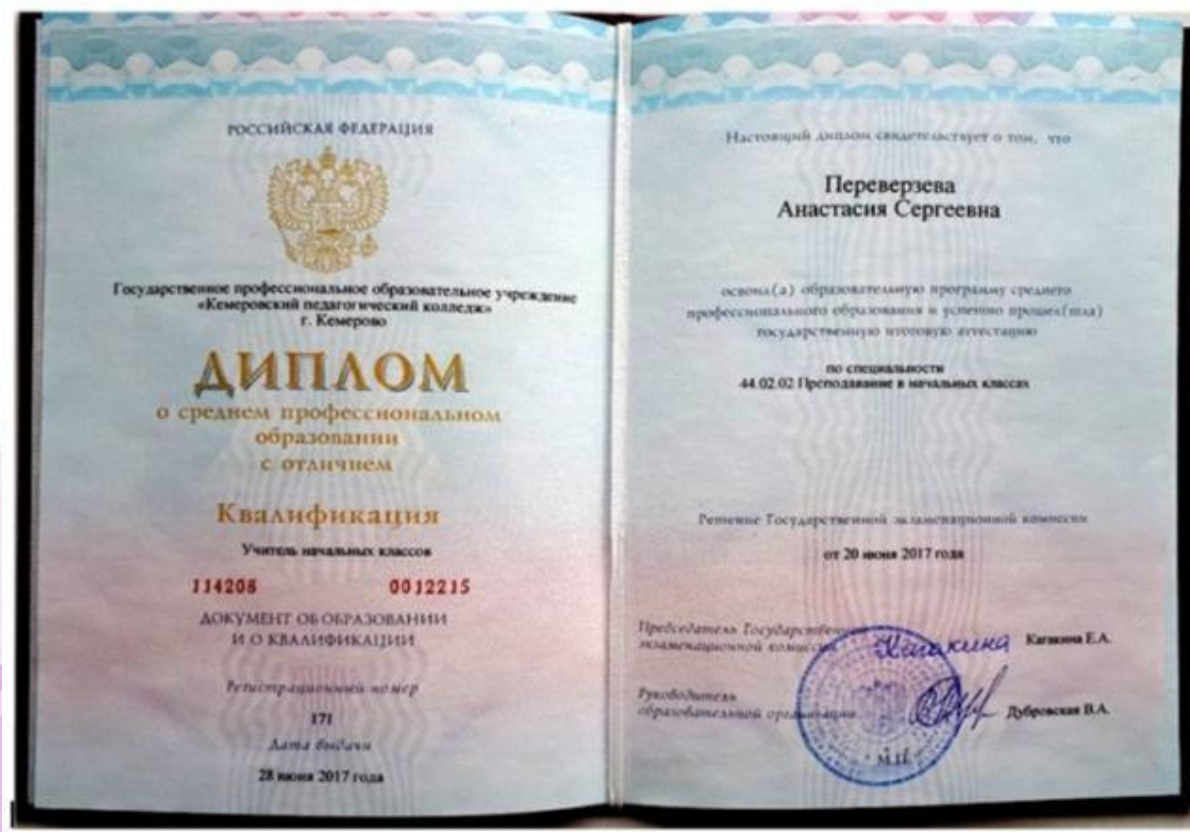 РОССИЙСКАЯ ФЕДЕРАЦИЯ
Государственное профессиональное образовательное учреждение
«Кемеровский педагогический колледж»
г. Кемерово
ДИПЛОМ
о среднем профессиональном
образовании
с отличием
Квалификация
Учитель начальных классов
114208 0012215
ДОКУМЕНТ ОБ ОБРАЗОВАНИИ
И О КВАЛИФИКАЦИИ
Регистрационный номер
171
Дата выдачи
28 июня 2017 года
Настоящий диплом свидетельствует о том, что
Переверзева
Анастасия Сергеевна
освоил(а) образовательную программу среднего
профессионального образования и успешно прошел(шла)
государственную итоговую аттестацию
по специальности
44.02.02 Преподавание в начальных классах
Решение Государственной экзаменационной комиссии
от 20 июня 2017 года
Председатель Государственной
экзаменационной комиссии Кагакина Кагакина Е.А.
Руководитель
образовательной организации Дубровская В.А.
М.П.